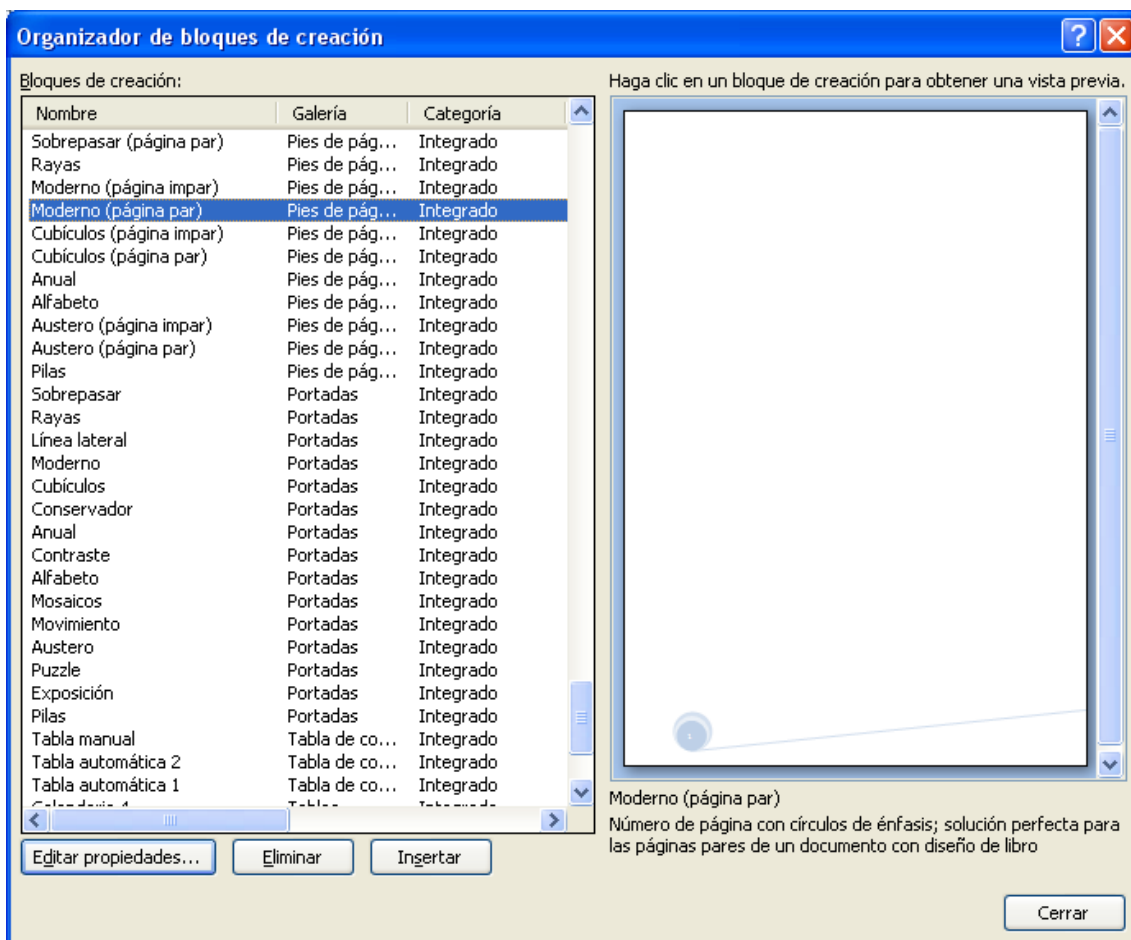 Organizador de bloques de creación
Bloques de creación:
Haga clic en un bloque de creación para obtener una vista previa.
Nombre Galería Categoría
Sobrepasar (página par) Pies de pág... Integrado
Rayas Pies de pág... Integrado
Moderno (página impar) Pies de pág... Integrado
Moderno (página par) Pies de pág... Integrado
Cubículos (página impar) Pies de pág... Integrado
Cubículos (página par) Pies de pág... Integrado
Anual Pies de pág... Integrado
Alfabeto Pies de pág... Integrado
Austero (página impar) Pies de pág... Integrado
Austero (página par) Pies de pág... Integrado
Pilas Pies de pág... Integrado
Sobrepasar Portadas Integrado
Rayas Portadas Integrado
Línea lateral Portadas Integrado
Moderno Portadas Integrado
Cubículos Portadas Integrado
Conservador Portadas Integrado
Anual Portadas Integrado
Contraste Portadas Integrado
Alfabeto Portadas Integrado
Mosaicos Portadas Integrado
Movimiento Portadas Integrado
Austero Portadas Integrado
Puzzle Portadas Integrado
Exposición Portadas Integrado
Pilas Portadas Integrado
Tabla manual Tabla de co... Integrado
Tabla automática 2 Tabla de co... Integrado
Tabla automática 1 Tabla de co... Integrado
Moderno (página par)
Número de página con círculos de énfasis; solución perfecta para
las páginas pares de un documento con diseño de libro
Editar propiedades... Eliminar Insertar
Cerrar